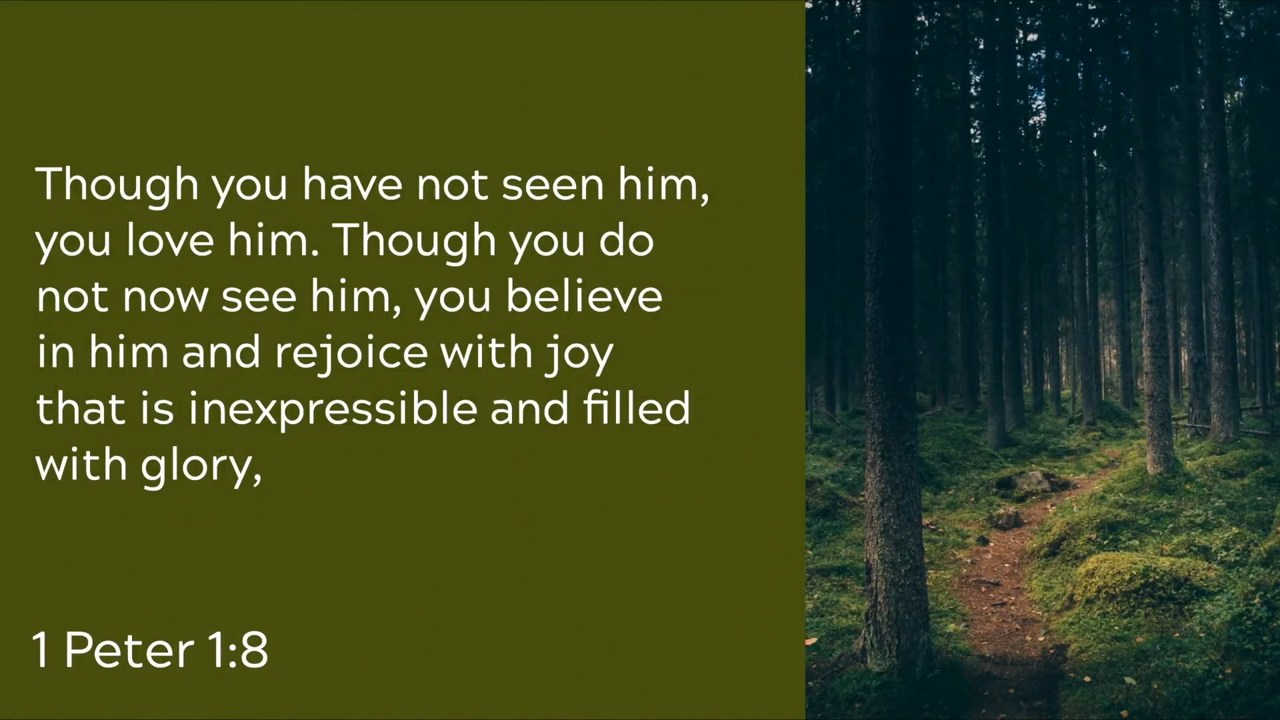 Though you have not seen him,
you love him. Though you do
not now see him, you believe
in him and rejoice with joy
that is inexpressible and filled
with glory,
1 Peter 1:8